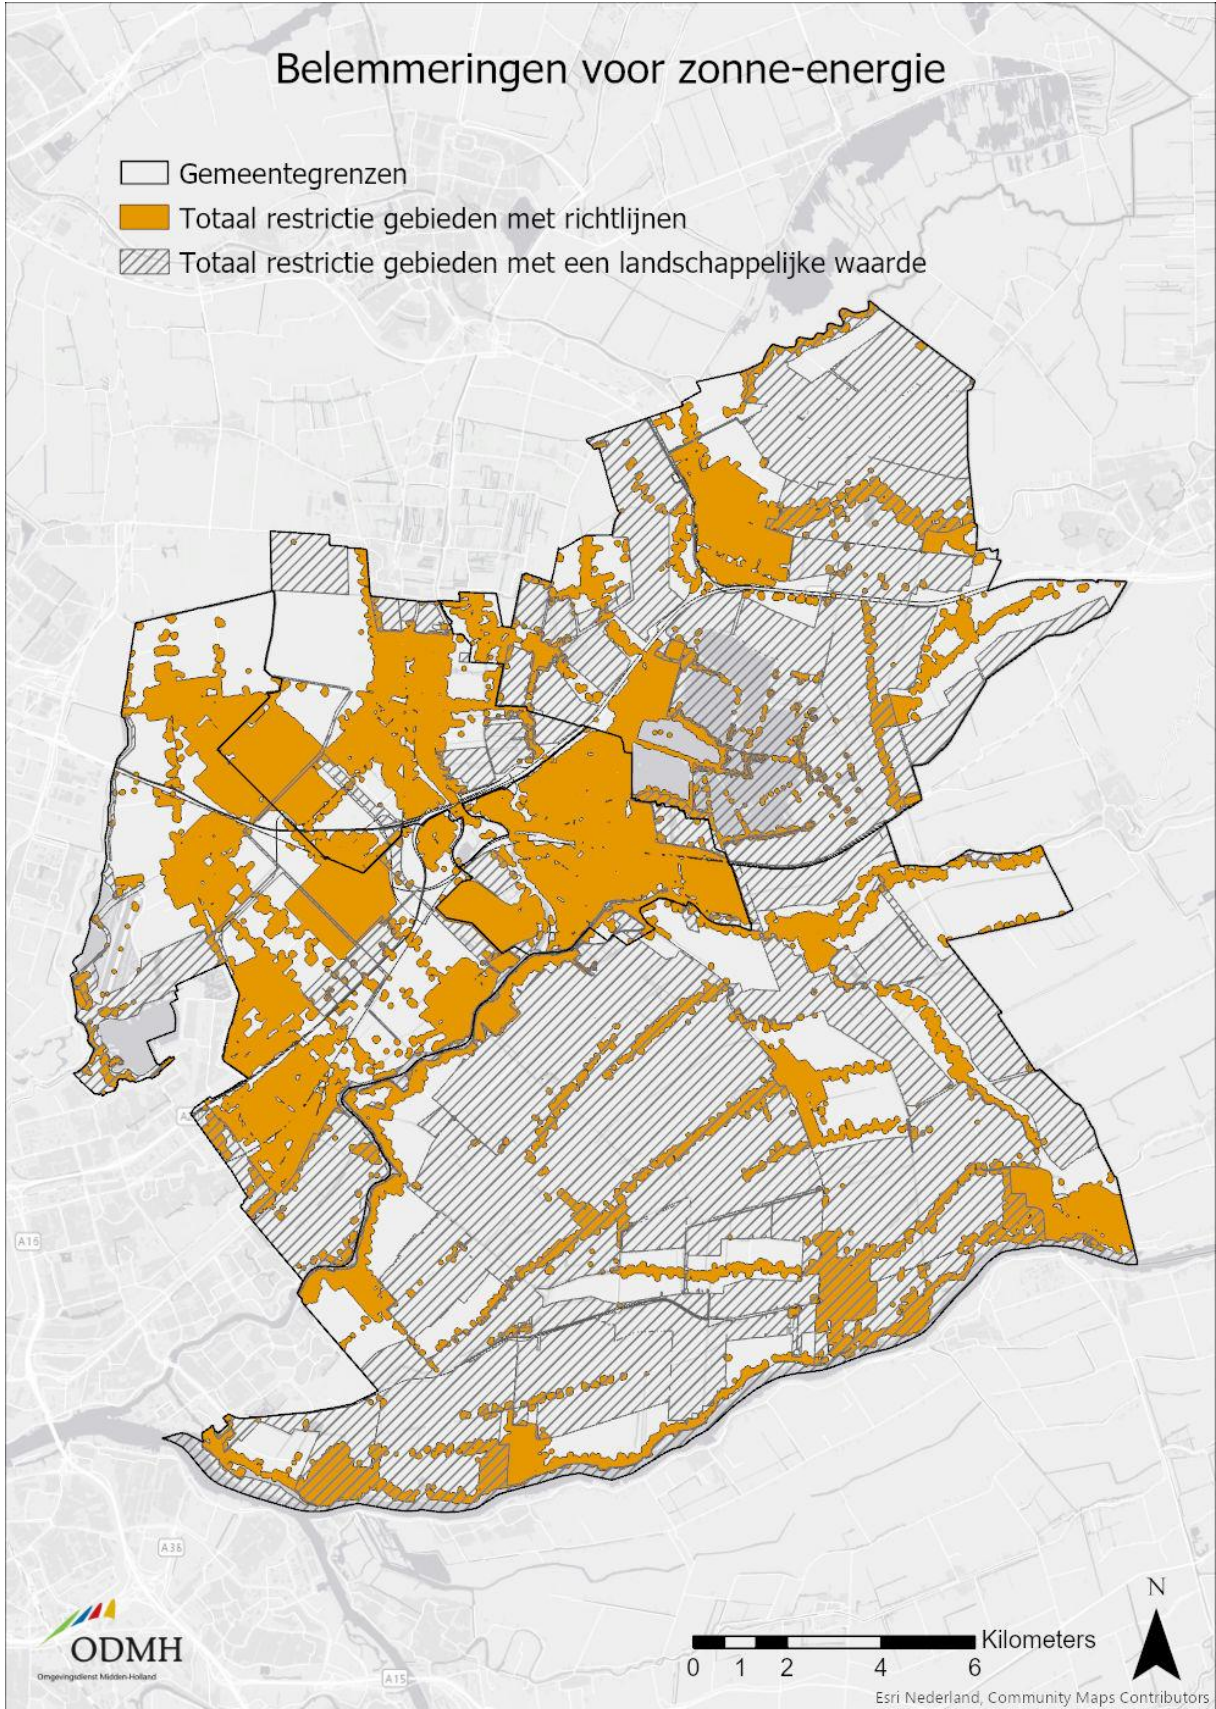 Belemmeringen voor zonne-energie
Gemeentegrenzen
Totaal restrictie gebieden met richtlijnen
Totaal restrictie gebieden met een landschappelijke waarde
A16
A38
A15
ODMH
Omgevingsdienst Midden-Holland
N
Kilometers
0 1 2 4 6
Esri Nederland, Community Maps Contributors